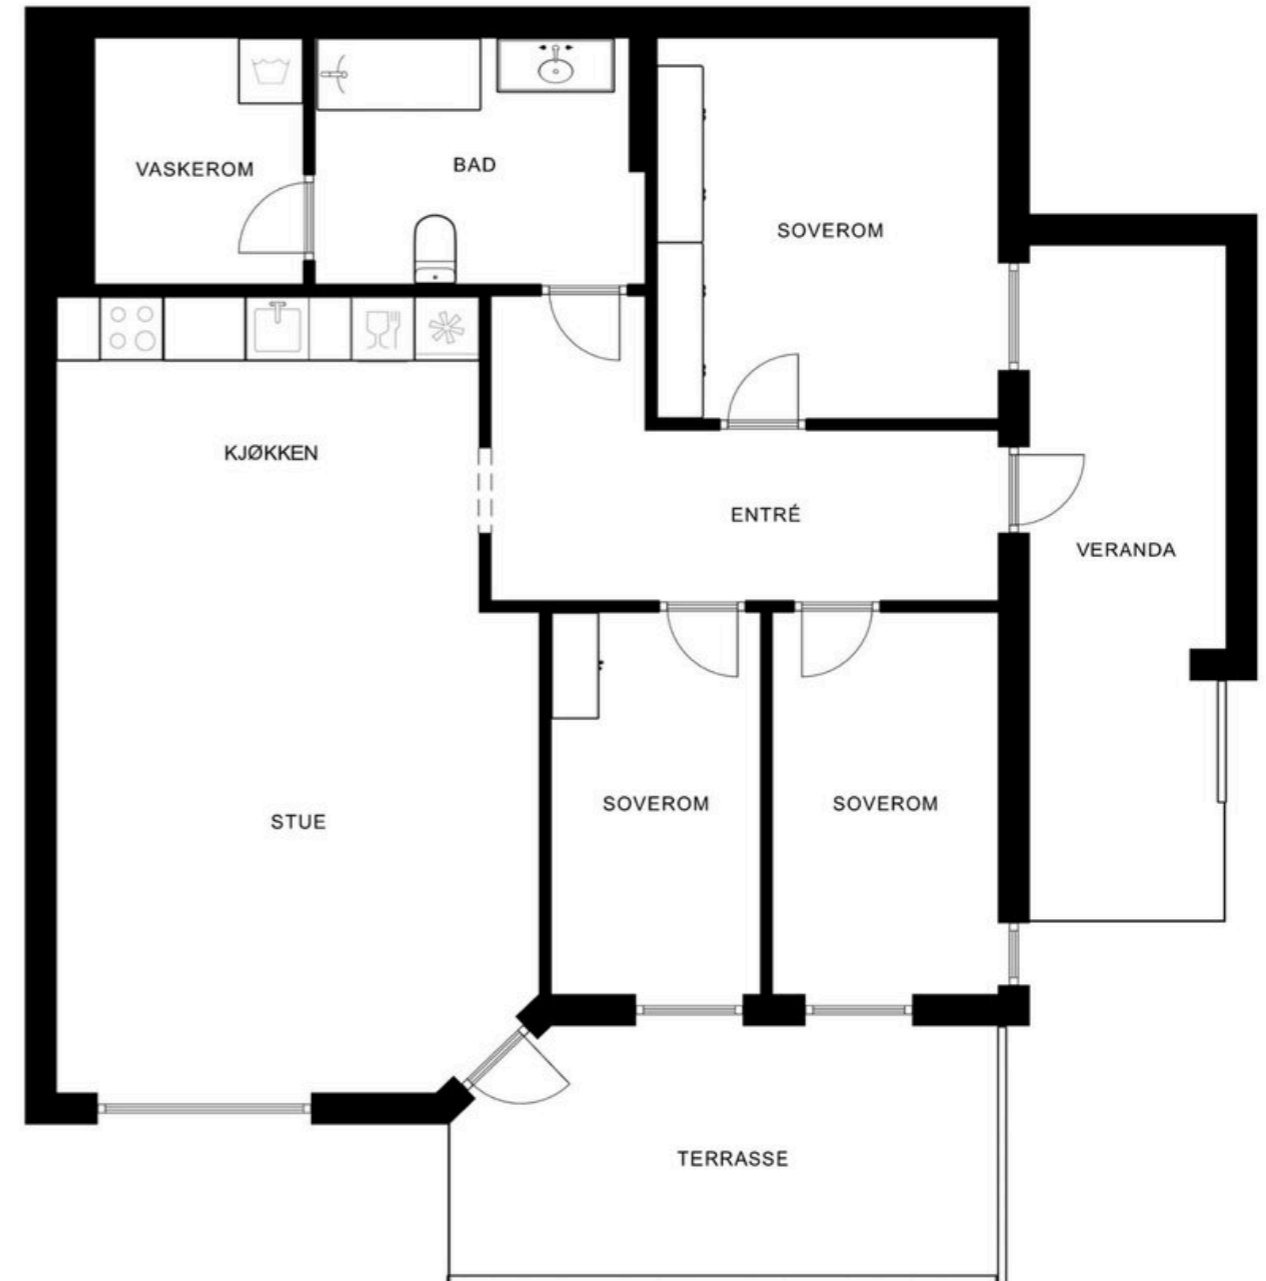 VASKEROM
BAD
SOVEROM
KJØKKEN
ENTRÉ
VERANDA
STUE
SOVEROM
SOVEROM
TERRASSE